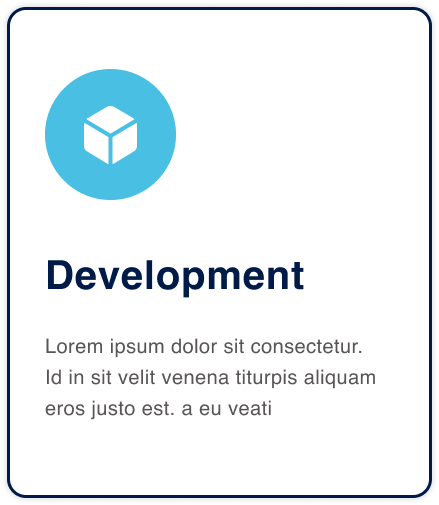 Development
Lorem ipsum dolor sit consectetur.
Id in sit velit venena titurpis aliquam
eros justo est. a eu veati